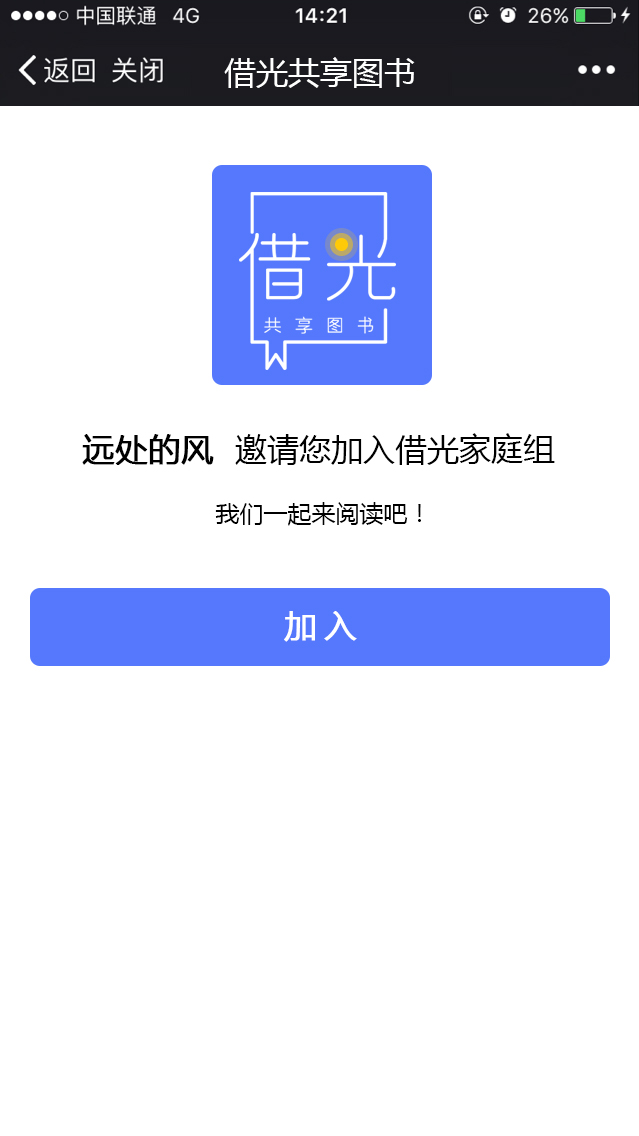 中国联通 4G 14:21 26%
返回 关闭 借光共享图书
借光
共享图书
远处的风 邀请您加入借光家庭组
我们一起来阅读吧！
加入